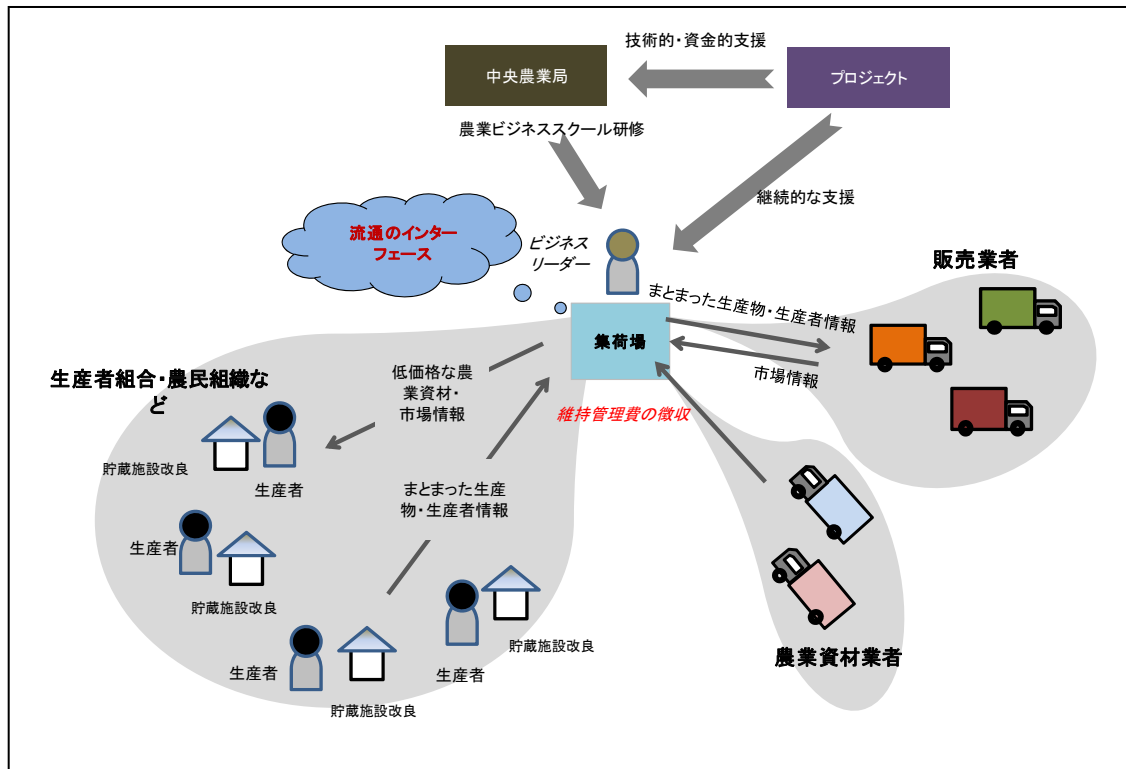 技術的・資金的支援
中央農業局
プロジェクト
農業ビジネススクール研修
継続的な支援
流通のインター
フェース
ビジネス
リーダー
販売業者
まとまった生産物・生産者情報
集荷場
市場情報
生産者組合・農民組織な
ど
低価格な農
業資材・
市場情報
維持管理費の徴収
貯蔵施設改良
生産者
まとまった生産
物・生産者情報
生産者
貯蔵施設改良
貯蔵施設改良
農業資材業者
生産者
生産者
貯蔵施設改良